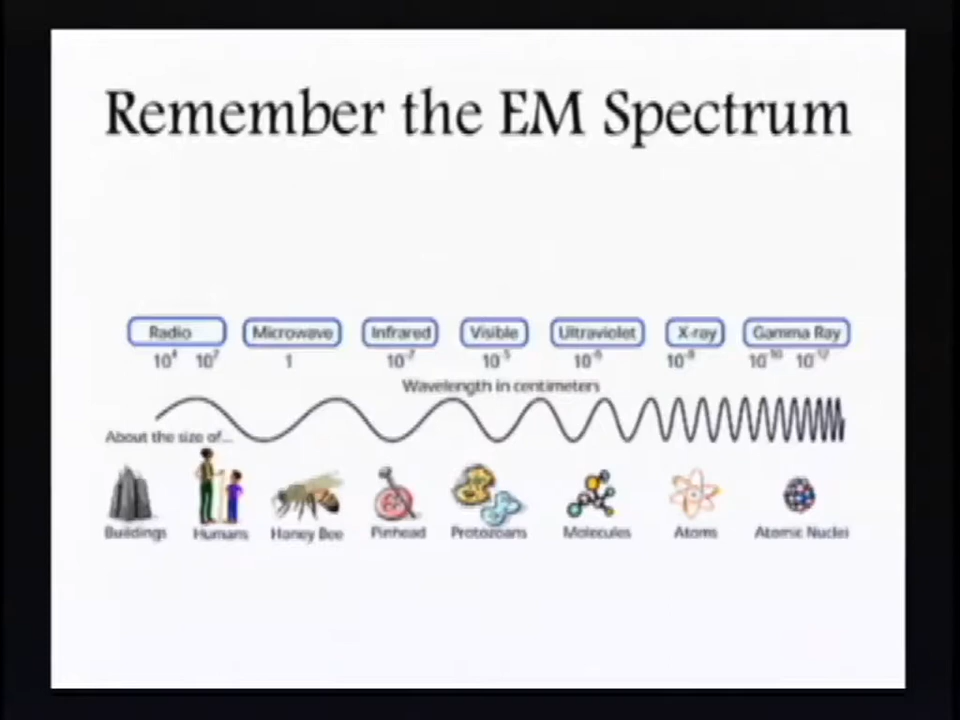 Remember the EM Spectrum
Radio Microwave Infrared Visible Ultraviolet X-ray Gamma Ray
10⁴ 10² 1 10⁻² 10⁻⁵ 10⁻⁶ 10⁻⁸ 10⁻¹⁰ 10⁻¹²
Wavelength in centimeters
About the size of...
Buildings Humans Honey Bee Pinhead Protozoans Molecules Atoms Atomic Nuclei